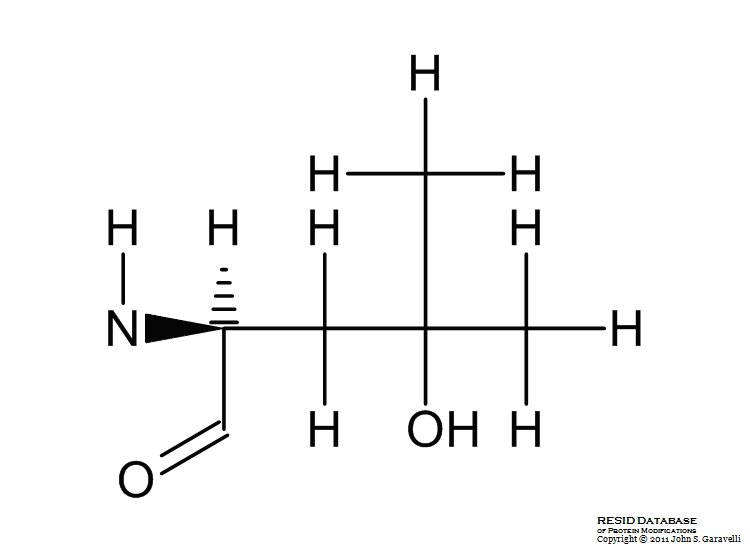 H
H H
H H H H
N H
H OH H
O
RESID DATABASE
OF PROTEIN MODIFICATIONS
Copyright © 2011 John S. Garavelli